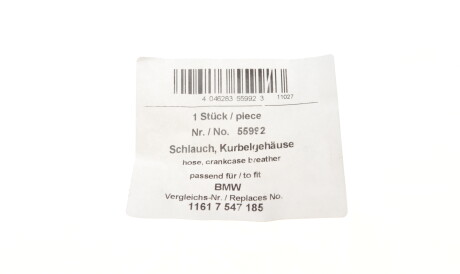 4 046283 55992 3 11027
1 Stück / piece
Nr. / No. 55992
Schlauch, Kurbelgehäuse
hose, crankcase breather
passend für / to fit
BMW
Vergleichs-Nr. / Replaces No.
1161 7 547 185